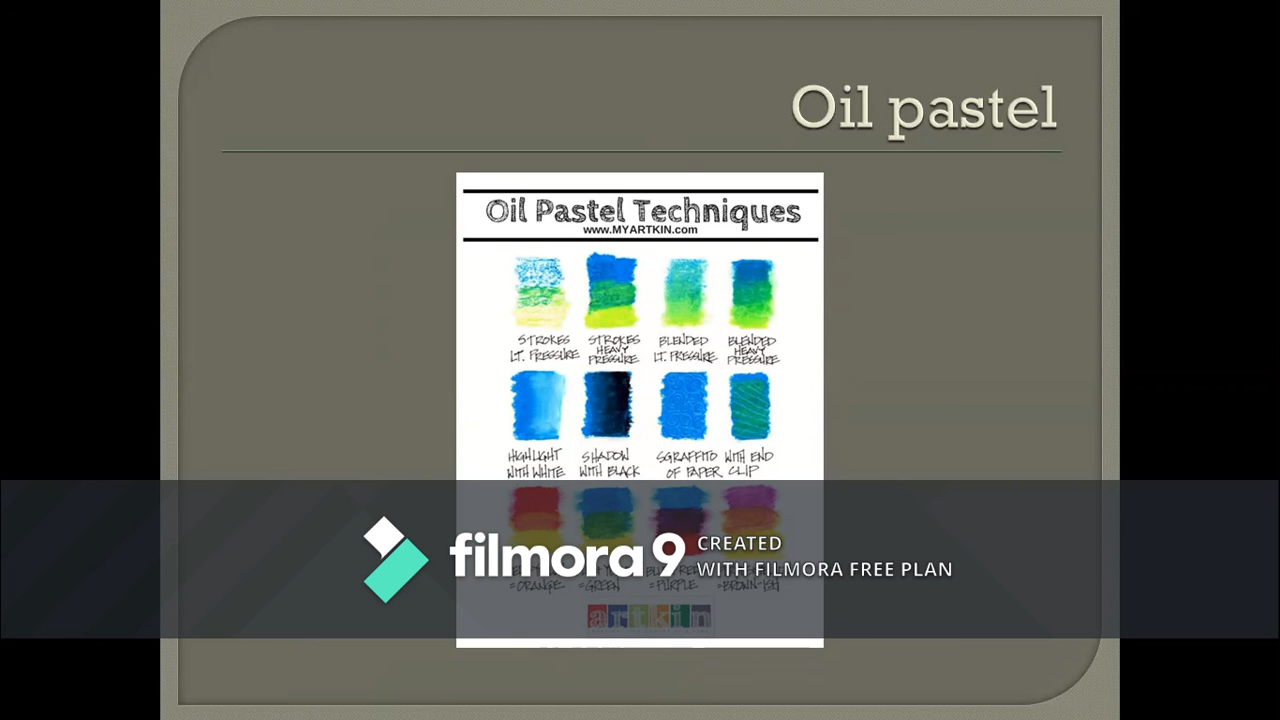 Oil pastel
Oil Pastel Techniques
www.MYARTKIN.com
STROKES
LT. PRESSURE
STROKES
HEAVY
PRESSURE
BLENDED
LT. PRESSURE
BLENDED
HEAVY
PRESSURE
HIGHLIGHT
WITH WHITE
SHADOW
WITH BLACK
SGRAFFITO WITH END
OF PAPER CLIP
filmora9
CREATED
WITH FILMORA FREE PLAN
=ORANGE
=GREEN
=PURPLE
=BROWN-ISH
artkin